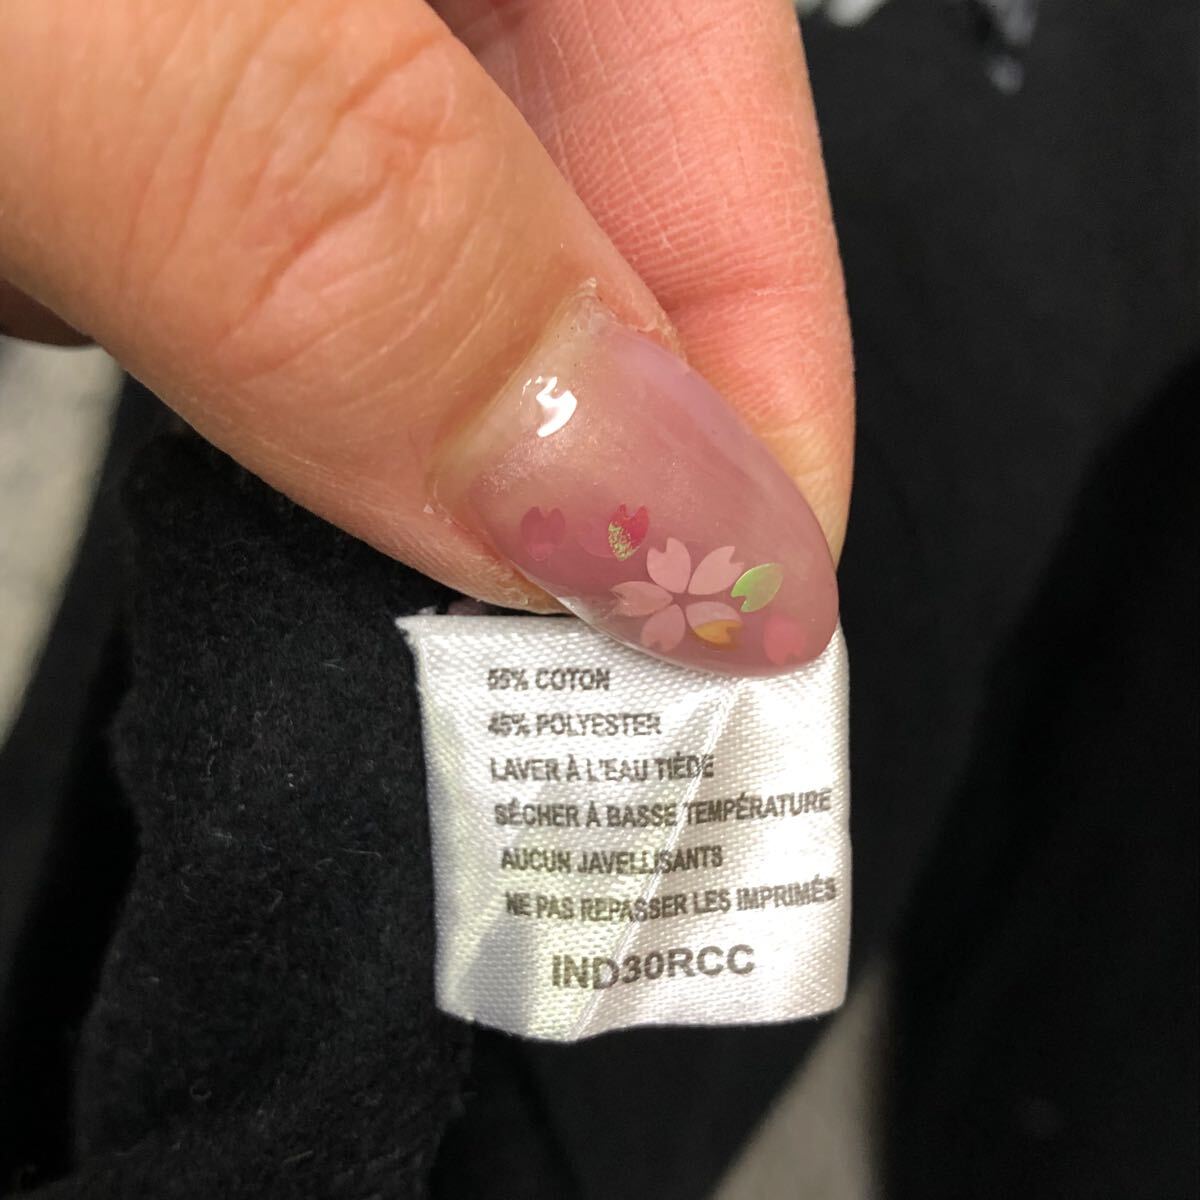 55% COTON
45% POLYESTER
LAVER À L'EAU TIÈDE
SÉCHER À BASSE TEMPÉRATURE
AUCUN JAVELLISANTS
NE PAS REPASSER LES IMPRIMÉS
IND30RCC